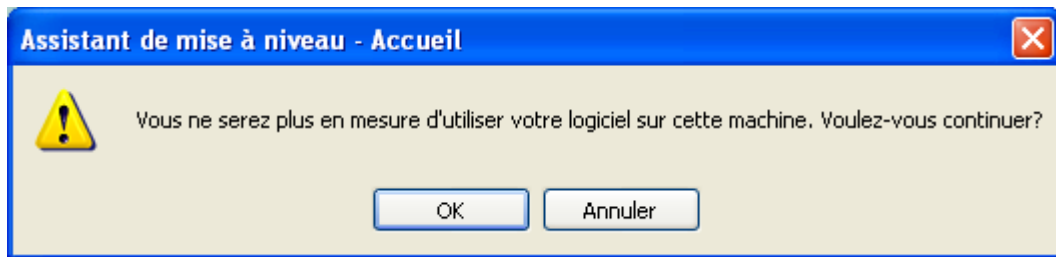 Assistant de mise à niveau - Accueil
Vous ne serez plus en mesure d'utiliser votre logiciel sur cette machine. Voulez-vous continuer?
OK Annuler